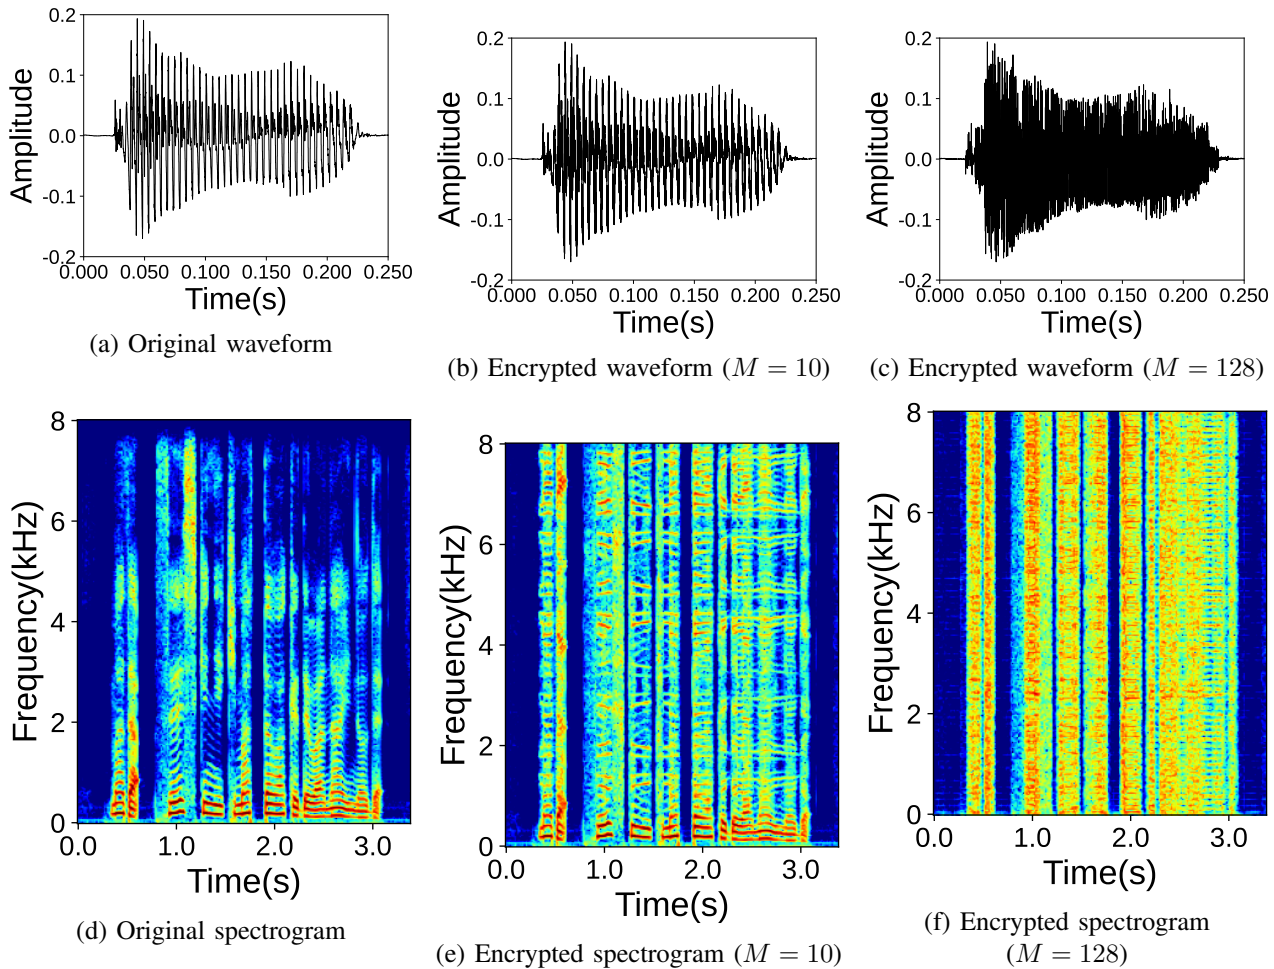 0.2
0.1
0.0
-0.1
-0.2
Amplitude
0.000 0.050 0.100 0.150 0.200 0.250
Time(s)
(a) Original waveform
0.2
0.1
0.0
-0.1
-0.2
Amplitude
0.000 0.050 0.100 0.150 0.200 0.250
Time(s)
(b) Encrypted waveform (M = 10)
0.2
0.1
0.0
-0.1
-0.2
Amplitude
0.000 0.050 0.100 0.150 0.200 0.250
Time(s)
(c) Encrypted waveform (M = 128)
8
6
4
2
0
Frequency(kHz)
0.0 1.0 2.0 3.0
Time(s)
(d) Original spectrogram
8
6
4
2
0
Frequency(kHz)
0.0 1.0 2.0 3.0
Time(s)
(e) Encrypted spectrogram (M = 10)
8
6
4
2
0
Frequency(kHz)
0.0 1.0 2.0 3.0
Time(s)
(f) Encrypted spectrogram
(M = 128)